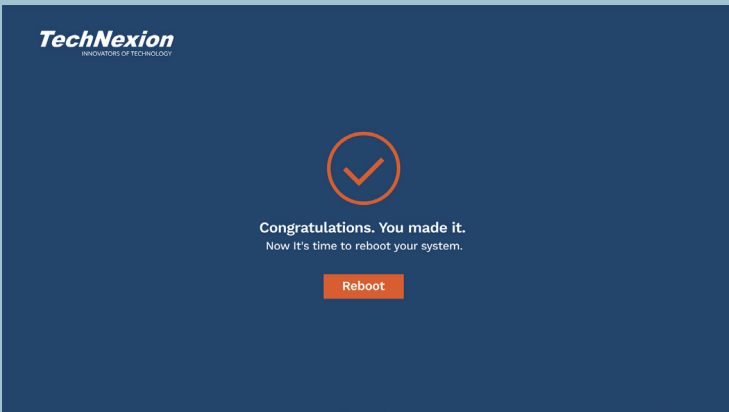 TechNexion
INNOVATORS OF TECHNOLOGY
Congratulations. You made it.
Now It's time to reboot your system.
Reboot